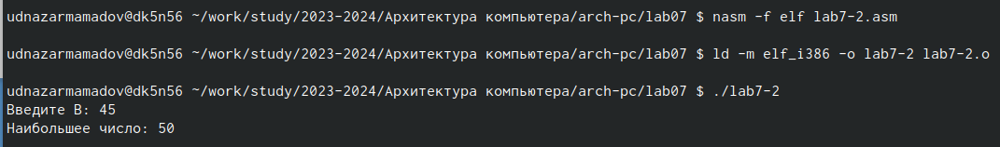 udnazarmamadov@dk5n56 ~/work/study/2023-2024/Архитектура компьютера/arch-pc/lab07 $ nasm -f elf lab7-2.asm
udnazarmamadov@dk5n56 ~/work/study/2023-2024/Архитектура компьютера/arch-pc/lab07 $ ld -m elf_i386 -o lab7-2 lab7-2.o
udnazarmamadov@dk5n56 ~/work/study/2023-2024/Архитектура компьютера/arch-pc/lab07 $ ./lab7-2
Введите B: 45
Наибольшее число: 50